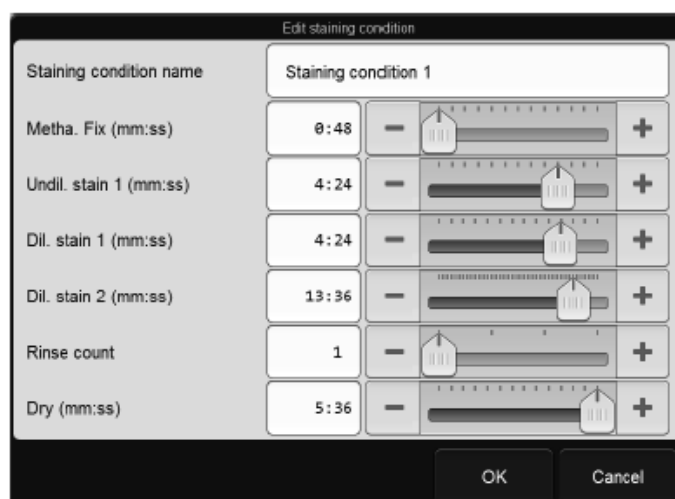 Edit staining condition
Staining condition name Staining condition 1
Metha. Fix (mm:ss) 0:48 − +
Undil. stain 1 (mm:ss) 4:24 − +
Dil. stain 1 (mm:ss) 4:24 − +
Dil. stain 2 (mm:ss) 13:36 − +
Rinse count 1 − +
Dry (mm:ss) 5:36 − +
OK Cancel